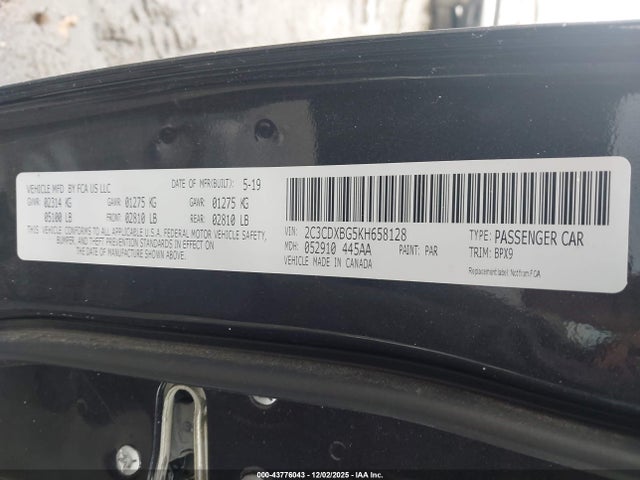 VEHICLE MFD BY FCA US LLC DATE OF MFR(BUILT): 5-19
GVWR: 02314 KG GAWR: 01275 KG GAWR: 01275 KG
05100 LB FRONT: 02810 LB REAR: 02810 LB
THIS VEHICLE CONFORMS TO ALL APPLICABLE U.S.A. FEDERAL MOTOR VEHICLE SAFETY,
BUMPER, AND THEFT PREVENTION STANDARDS IN EFFECT ON THE
DATE OF MANUFACTURE SHOWN ABOVE.
VIN: 2C3CDXBG5KH658128 TYPE: PASSENGER CAR
MDH: 052910 445AA PAINT: PAR TRIM: BPX9
VEHICLE MADE IN CANADA
Replacement label. Not from FCA
000-43776043 12/02/2025 - IAA Inc.